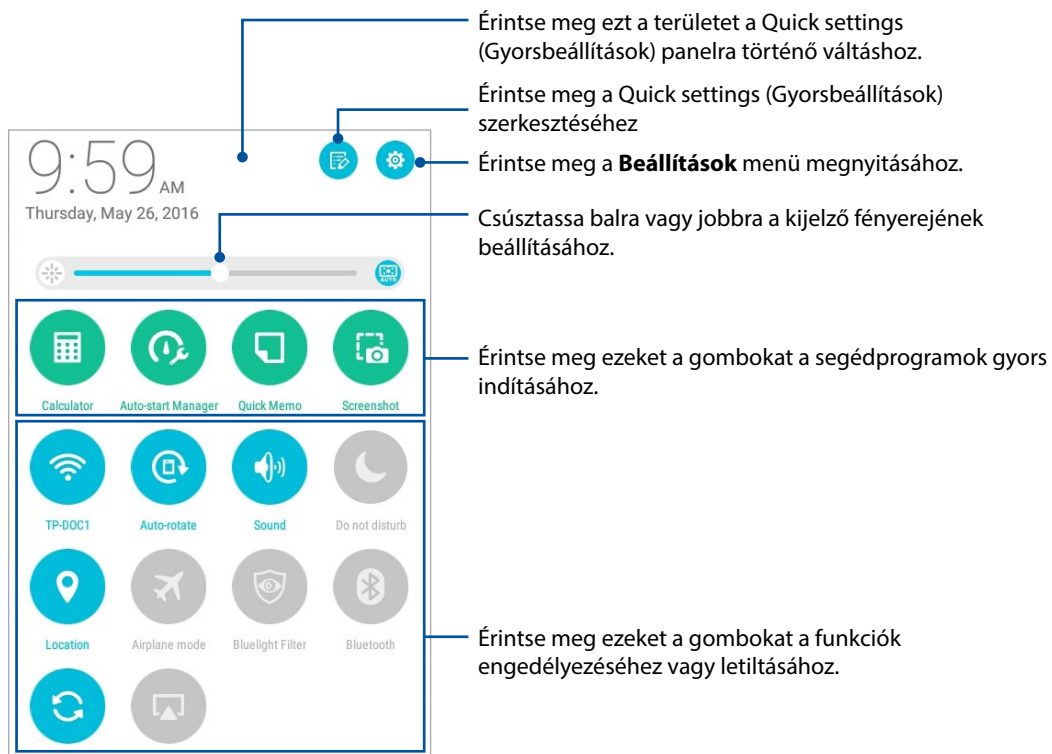 Érintse meg ezt a területet a Quick settings
(Gyorsbeállítások) panelra történő váltáshoz.
Érintse meg a Quick settings (Gyorsbeállítások)
szerkesztéséhez
Érintse meg a Beállítások menü megnyitásához.
Csúsztassa balra vagy jobbra a kijelző fényerejének
beállításához.
Érintse meg ezeket a gombokat a segédprogramok gyors
indításához.
Érintse meg ezeket a gombokat a funkciók
engedélyezéséhez vagy letiltásához.
9:59 AM
Thursday, May 26, 2016
AUTO
Calculator Auto-start Manager Quick Memo Screenshot
TP-DOC1 Auto-rotate Sound Do not disturb
Location Airplane mode Bluelight Filter Bluetooth